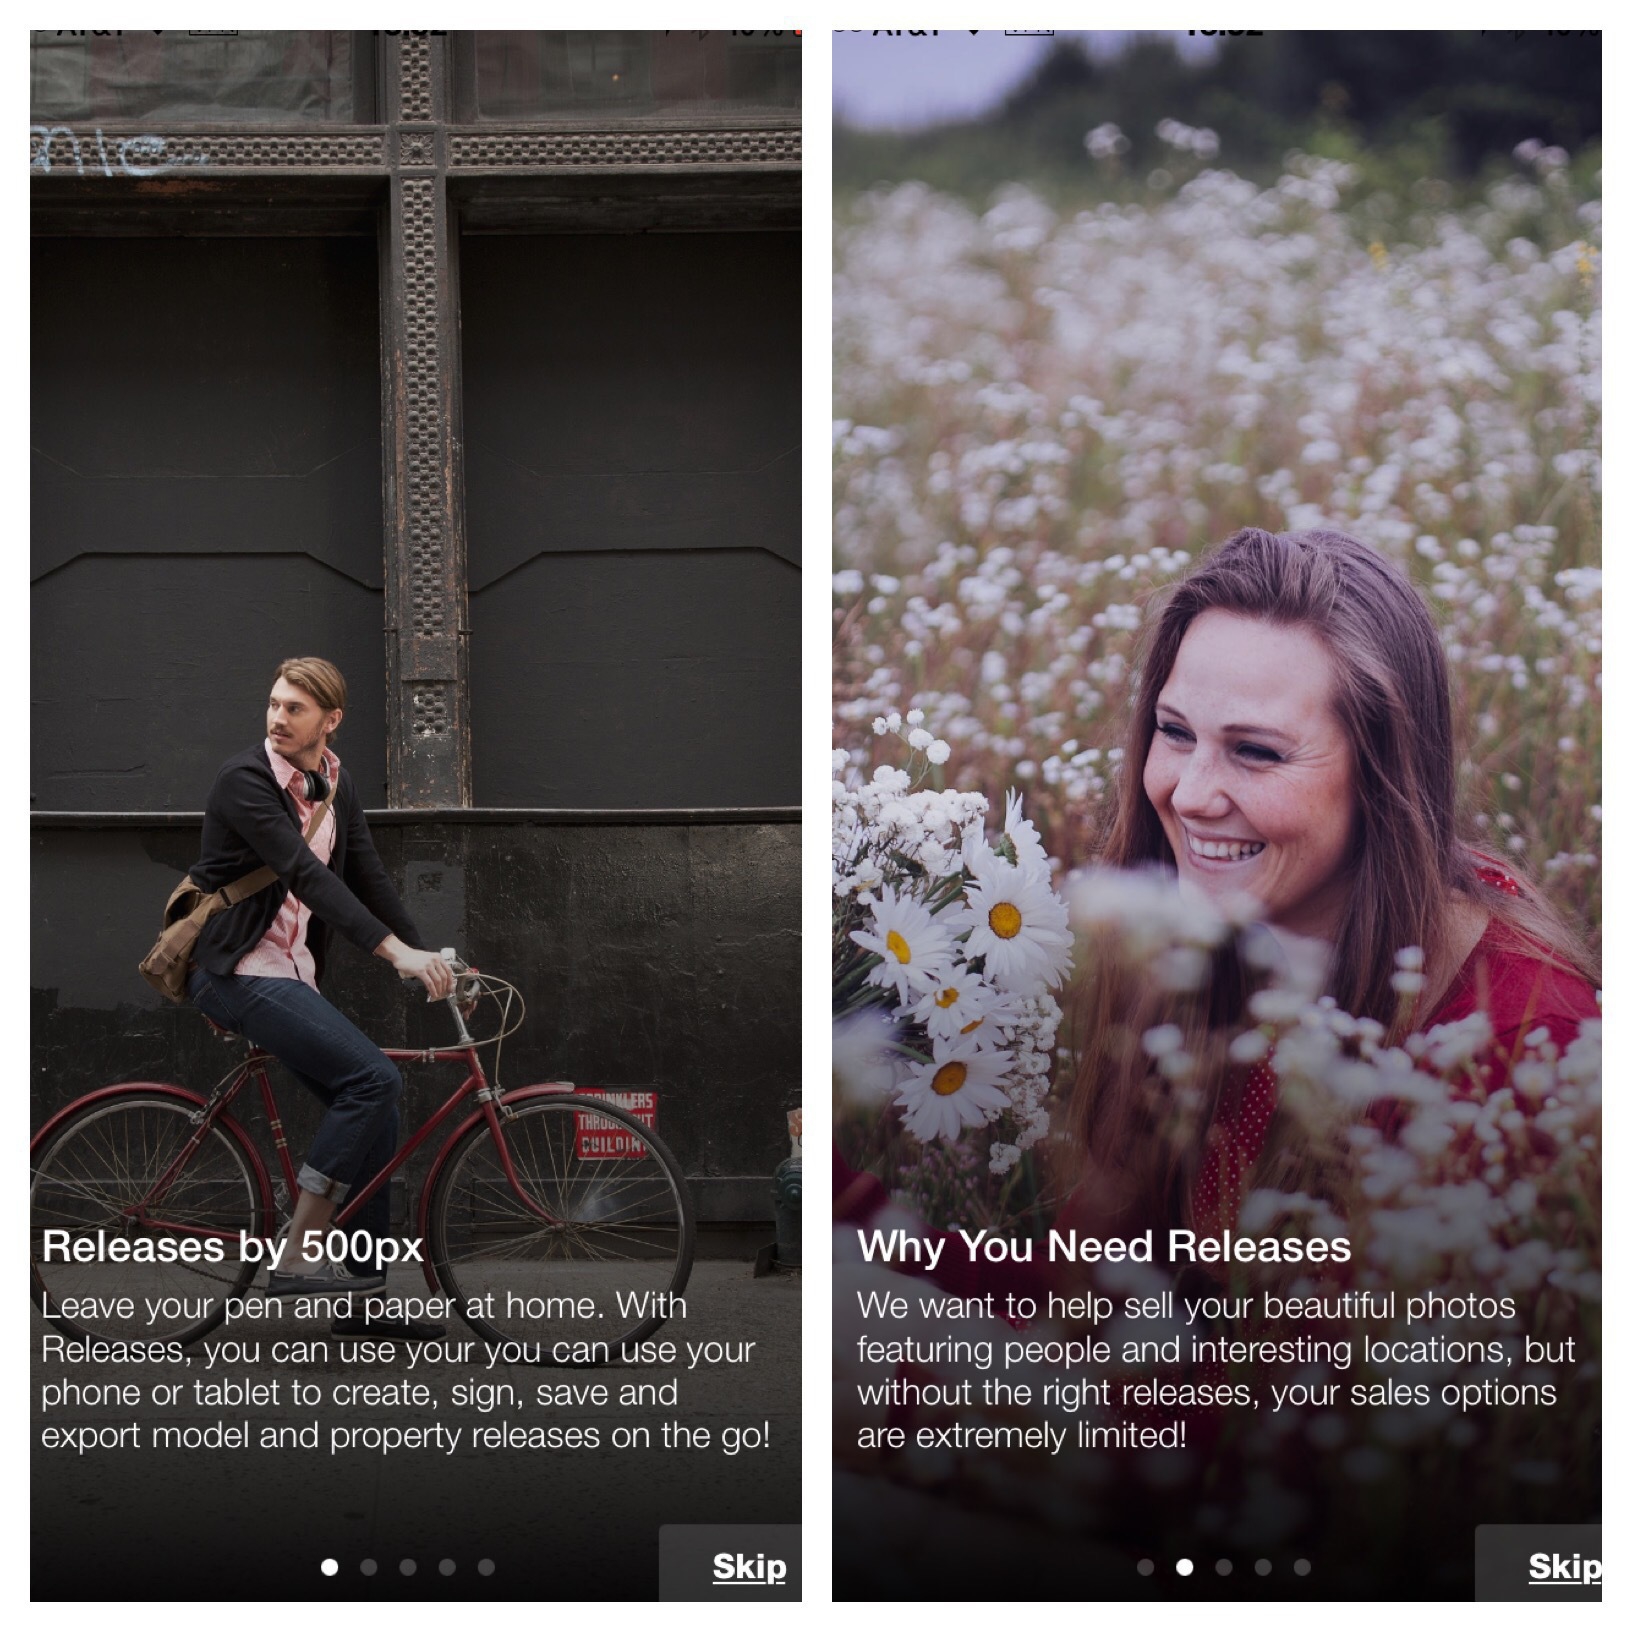 nic
Releases by 500px
Leave your pen and paper at home. With
Releases, you can use your you can use your
phone or tablet to create, sign, save and
export model and property releases on the go!
Skip
Why You Need Releases
We want to help sell your beautiful photos
featuring people and interesting locations, but
without the right releases, your sales options
are extremely limited!
Skip